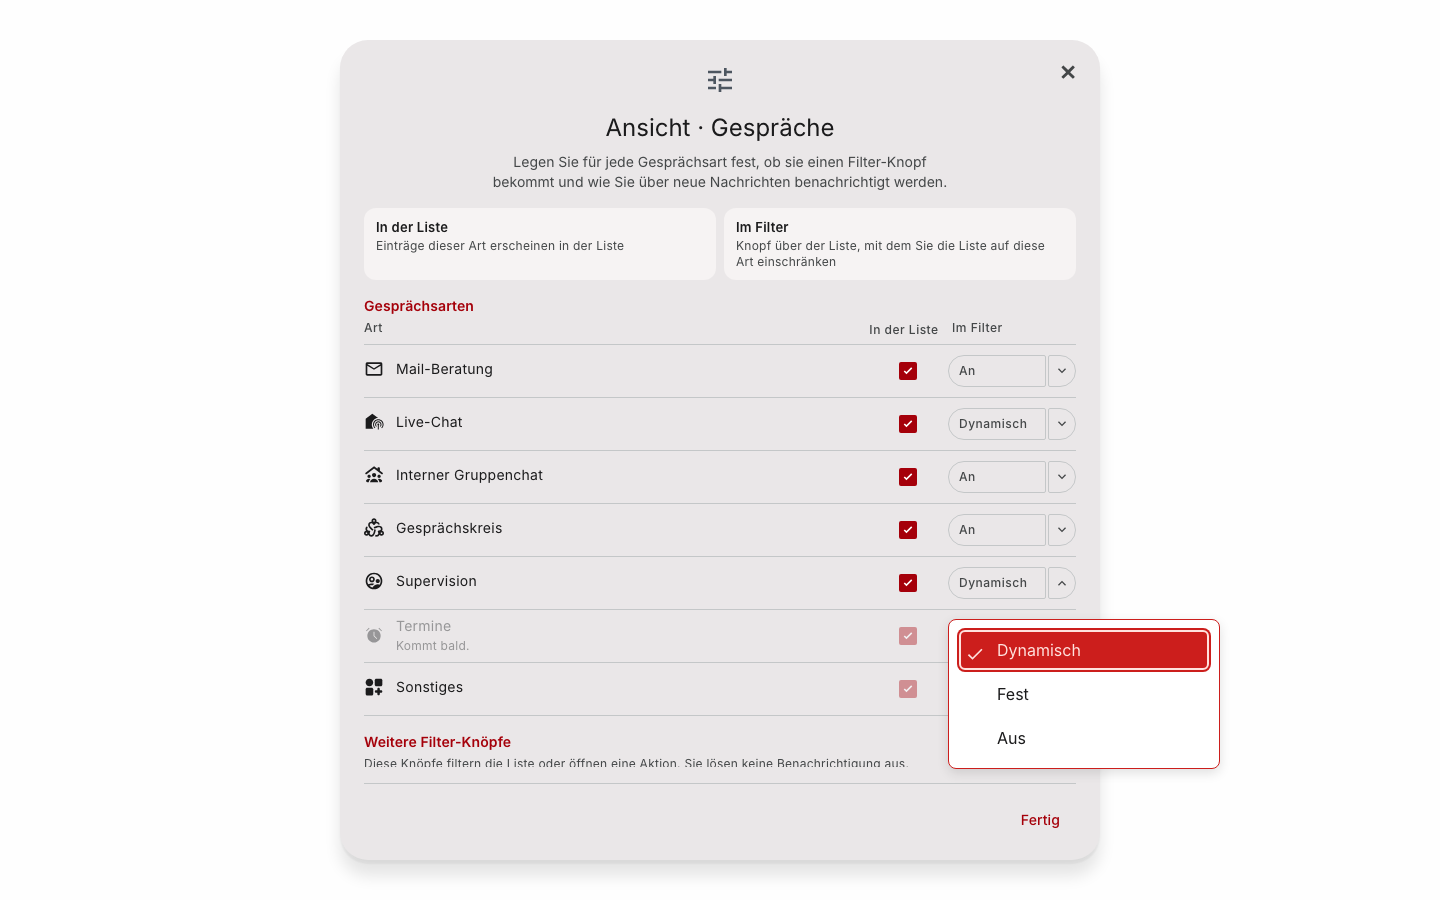 Ansicht · Gespräche
Legen Sie für jede Gesprächsart fest, ob sie einen Filter-Knopf
bekommt und wie Sie über neue Nachrichten benachrichtigt werden.
In der Liste
Einträge dieser Art erscheinen in der Liste
Im Filter
Knopf über der Liste, mit dem Sie die Liste auf diese
Art einschränken
Gesprächsarten
Art In der Liste Im Filter
Mail-Beratung An
Live-Chat Dynamisch
Interner Gruppenchat An
Gesprächskreis An
Supervision Dynamisch
Termine
Kommt bald.
Sonstiges
Dynamisch
Fest
Aus
Weitere Filter-Knöpfe
Diese Knöpfe filtern die Liste oder öffnen eine Aktion. Sie lösen keine Benachrichtigung aus.
Fertig